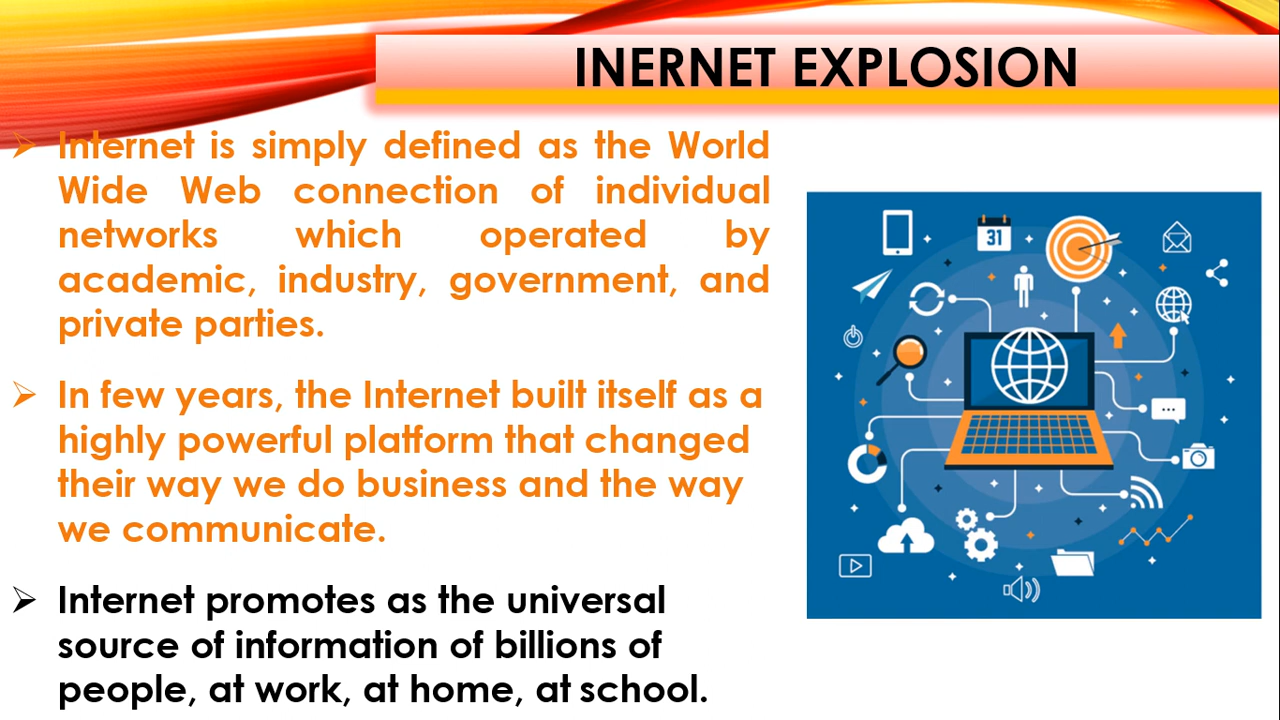 INERNET EXPLOSION
➢ Internet is simply defined as the World
Wide Web connection of individual
networks which operated by
academic, industry, government, and
private parties.
➢ In few years, the Internet built itself as a
highly powerful platform that changed
their way we do business and the way
we communicate.
➢ Internet promotes as the universal
source of information of billions of
people, at work, at home, at school.
31